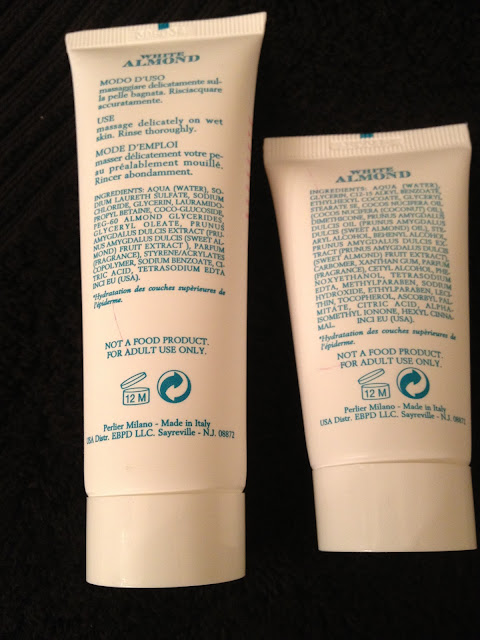 WHITE
ALMOND
MODO D'USO
massaggiare delicatamente sul-
la pelle bagnata. Risciacquare
accuratamente.
USE
massage delicately on wet
skin. Rinse thoroughly.
MODE D'EMPLOI
masser délicatement votre pe-
au préalablement mouillé.
Rincer abondamment.
INGREDIENTS: AQUA (WATER), SO-
DIUM LAURETH SULFATE, SODIUM
CHLORIDE, GLYCERIN, LAURAMIDO-
PROPYL BETAINE, COCO-GLUCOSIDE,
PEG-60 ALMOND GLYCERIDES,
GLYCERYL OLEATE, PRUNUS
AMYGDALUS DULCIS EXTRACT (PRU-
NUS AMYGDALUS DULCIS (SWEET AL-
MOND) FRUIT EXTRACT ), PARFUM
(FRAGRANCE), STYRENE/ACRYLATES
COPOLYMER, SODIUM BENZOATE, CI-
TRIC ACID, TETRASODIUM EDTA
INCI EU (USA).
*Hydratation des couches supérieures de
l'épiderme.
NOT A FOOD PRODUCT.
FOR ADULT USE ONLY.
12 M
Perlier Milano - Made in Italy
USA Distr. EBPD LLC. Sayreville - N.J. 08872
WHITE
ALMOND
INGREDIENTS: AQUA (WATER),
GLYCERIN, C12-15 ALKYL BENZOATE,
ETHYLHEXYL COCOATE, GLYCERYL
STEARATE SE, COCOS NUCIFERA OIL
(COCOS NUCIFERA (COCONUT) OIL),
DIMETHICONE, PRUNUS AMYGDALUS
DULCIS OIL (PRUNUS AMYGDALUS
DULCIS (SWEET ALMOND) OIL), STE-
ARYL ALCOHOL, BEHENYL ALCOHOL,
PRUNUS AMYGDALUS DULCIS EX-
TRACT (PRUNUS AMYGDALUS DULCIS
(SWEET ALMOND) FRUIT EXTRACT),
CARBOMER, XANTHAN GUM, PARFUM
(FRAGRANCE), CETYL ALCOHOL, PHE-
NOXYETHANOL, TETRASODIUM
EDTA, METHYLPARABEN, SODIUM
HYDROXIDE, ETHYLPARABEN, LECI-
THIN, TOCOPHEROL, ASCORBYL PAL-
MITATE, CITRIC ACID, ALPHA-
ISOMETHYL IONONE, HEXYL CINNA-
MAL. INCI EU (USA).
*Hydratation des couches supérieures de
l'épiderme.
NOT A FOOD PRODUCT.
FOR ADULT USE ONLY.
12 M
Perlier Milano - Made in Italy
USA Distr. EBPD LLC. Sayreville - N.J. 08872